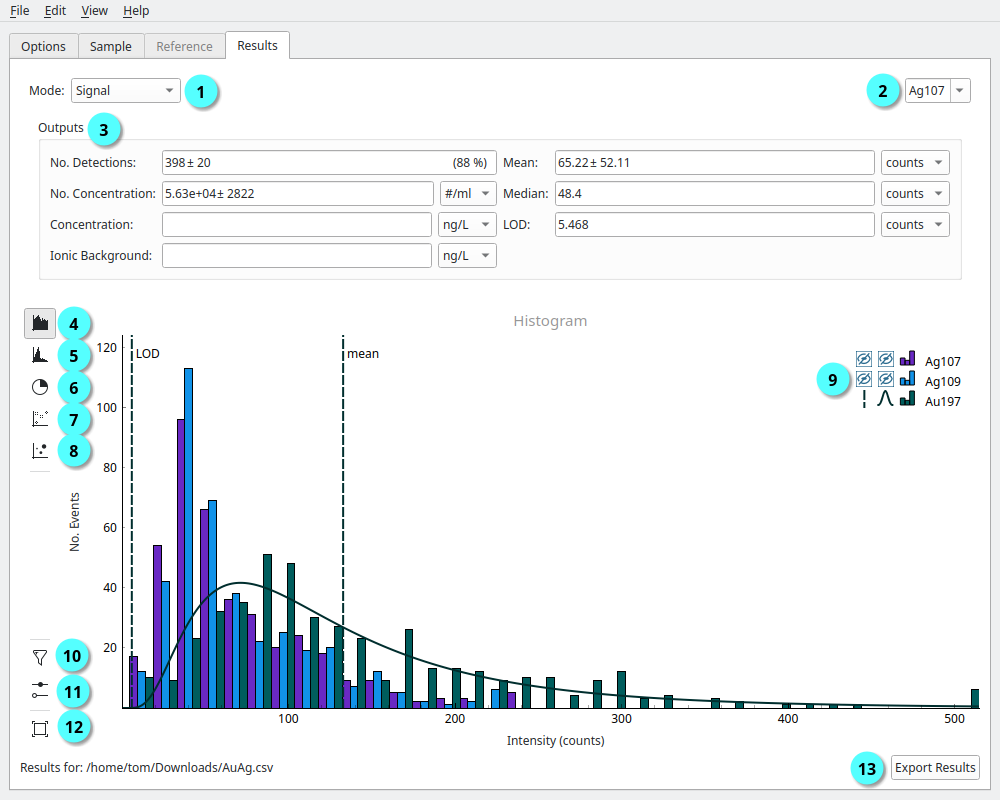 File Edit View Help
Options Sample Reference Results
Mode: Signal 1 2 Ag107
Outputs 3
No. Detections: 398± 20 (88 %) Mean: 65.22± 52.11 counts
No. Concentration: 5.63e+04± 2822 #/ml Median: 48.4 counts
Concentration: ng/L LOD: 5.468 counts
Ionic Background: ng/L
4 Histogram
5
6
7
8
120
100
80
60
40
20
No. Events
LOD mean
9
Ag107
Ag109
Au197
10
11
12
100 200 300 400 500
Intensity (counts)
Results for: /home/tom/Downloads/AuAg.csv 13 Export Results